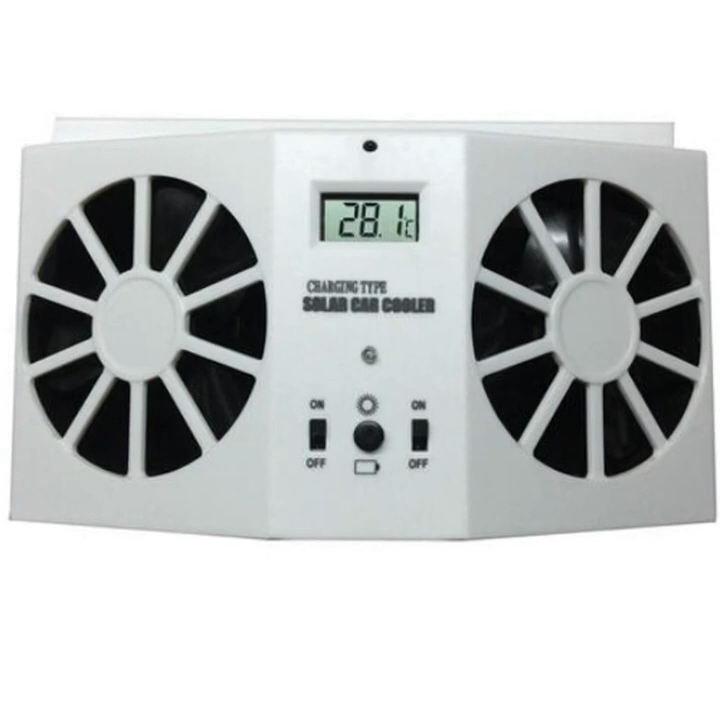 28.1℃
CHARGING TYPE
SOLAR CAR COOLER
ON ON
OFF OFF